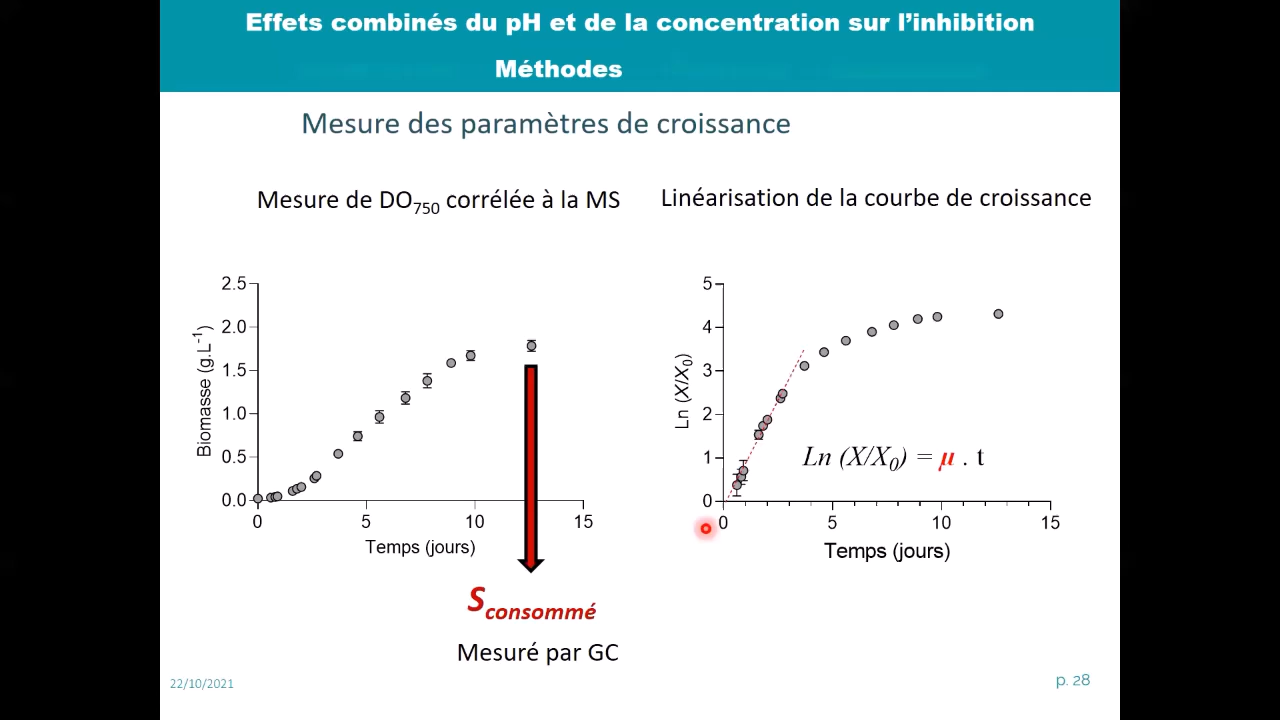 Effets combinés du pH et de la concentration sur l'inhibition
Méthodes
Mesure des paramètres de croissance
Mesure de DO750 corrélée à la MS
Linéarisation de la courbe de croissance
2.5
2.0
1.5
1.0
0.5
0.0
Biomasse (g.L-1)
0 5 10 15
Temps (jours)
5
4
3
2
1
0
Ln (X/X0)
Ln (X/X0) = μ . t
0 5 10 15
Temps (jours)
Sconsommé
Mesuré par GC
22/10/2021
p. 28